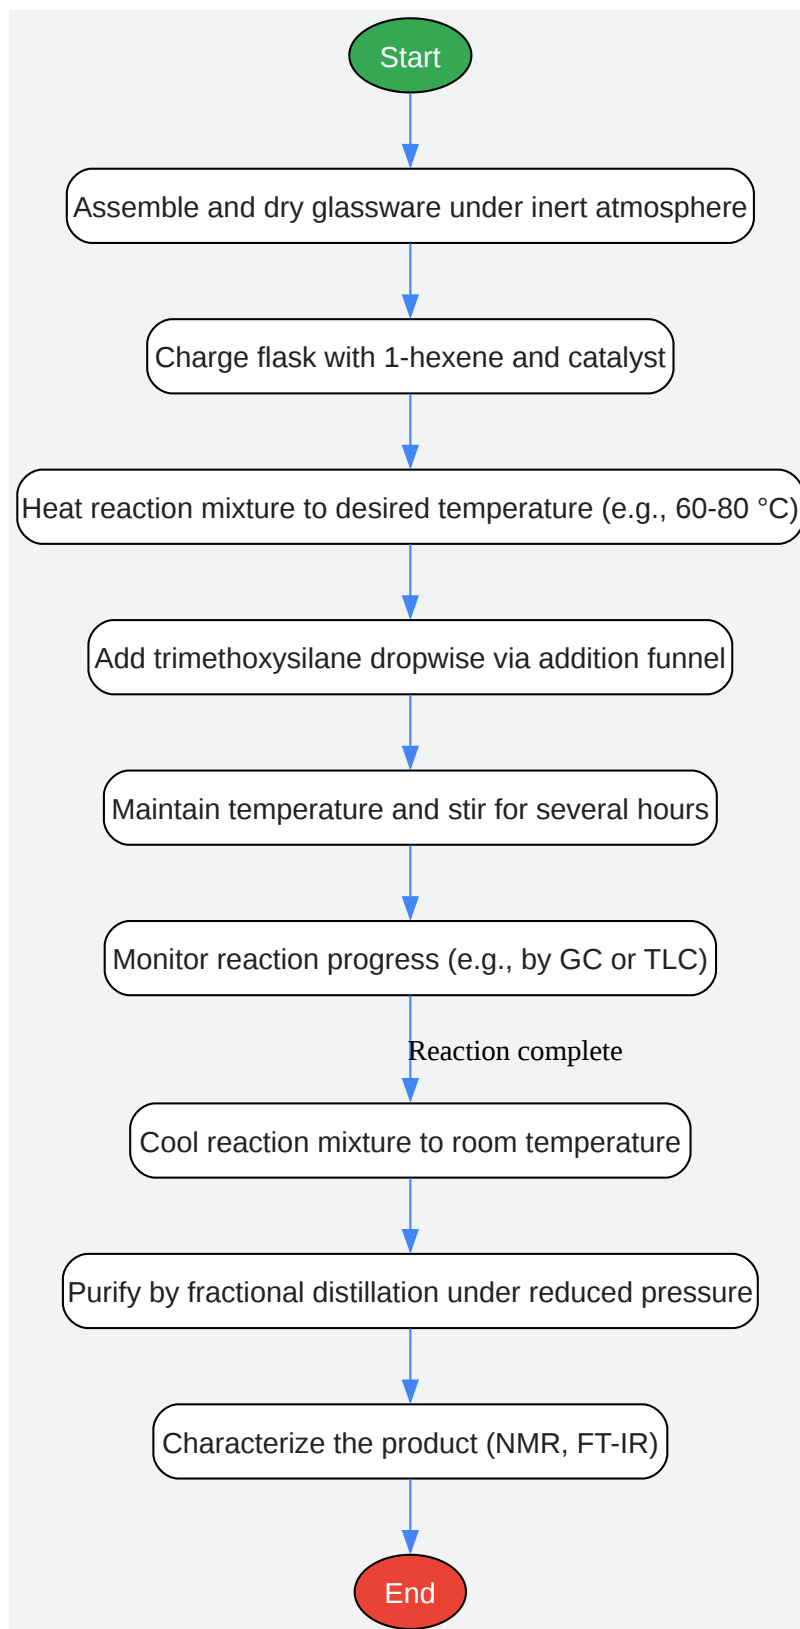 Start
Assemble and dry glassware under inert atmosphere
Charge flask with 1-hexene and catalyst
Heat reaction mixture to desired temperature (e.g., 60-80 °C)
Add trimethoxysilane dropwise via addition funnel
Maintain temperature and stir for several hours
Monitor reaction progress (e.g., by GC or TLC)
Reaction complete
Cool reaction mixture to room temperature
Purify by fractional distillation under reduced pressure
Characterize the product (NMR, FT-IR)
End